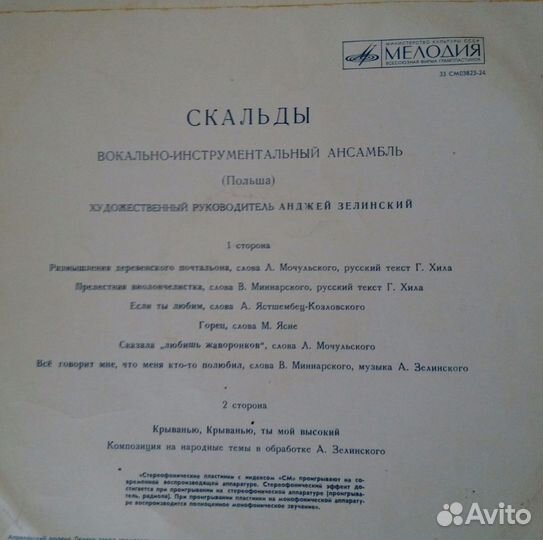 МИНИСТЕРСТВО КУЛЬТУРЫ СССР
МЕЛОДИЯ
ВСЕСОЮЗНАЯ ФИРМА ГРАМПЛАСТИНОК
33 СМ03823-24
СКАЛЬДЫ
ВОКАЛЬНО-ИНСТРУМЕНТАЛЬНЫЙ АНСАМБЛЬ
(Польша)
ХУДОЖЕСТВЕННЫЙ РУКОВОДИТЕЛЬ АНДЖЕЙ ЗЕЛИНСКИЙ
1 сторона
Размышления деревенского почтальона, слова Л. Мочульского, русский текст Г. Хила
Прелестная виолончелистка, слова В. Миннарского, русский текст Г. Хила
Если ты любим, слова А. Ястшембец-Козловского
Горец, слова М. Ясне
Сказала „любишь жаворонков", слова Л. Мочульского
Всё говорит мне, что меня кто-то полюбил, слова В. Миннарского, музыка А. Зелинского
2 сторона
Крыванью, Крыванью, ты мой высокий
Композиция на народные темы в обработке А. Зелинского
«Стереофонические пластинки с индексом «СМ» проигрывают на со-
временной воспроизводящей аппаратуре. Стереофонический эффект до-
стигается при проигрывании на стереофонической аппаратуре (проигрыва-
тель, радиола). При проигрывании пластинки на монофонической аппарату-
ре воспроизводится полноценное монофоническое звучание».
Avito